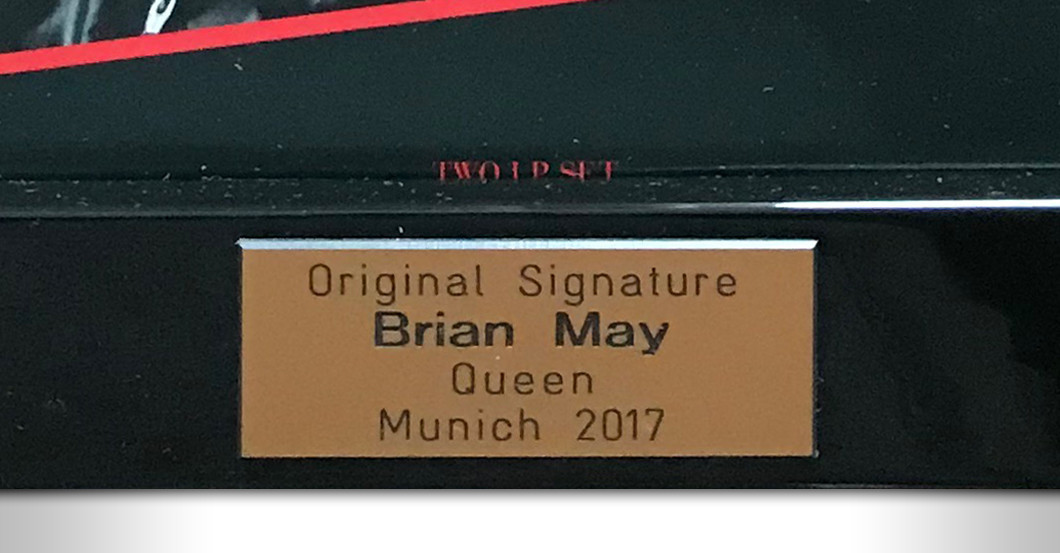 TWO LP SET
Original Signature
Brian May
Queen
Munich 2017